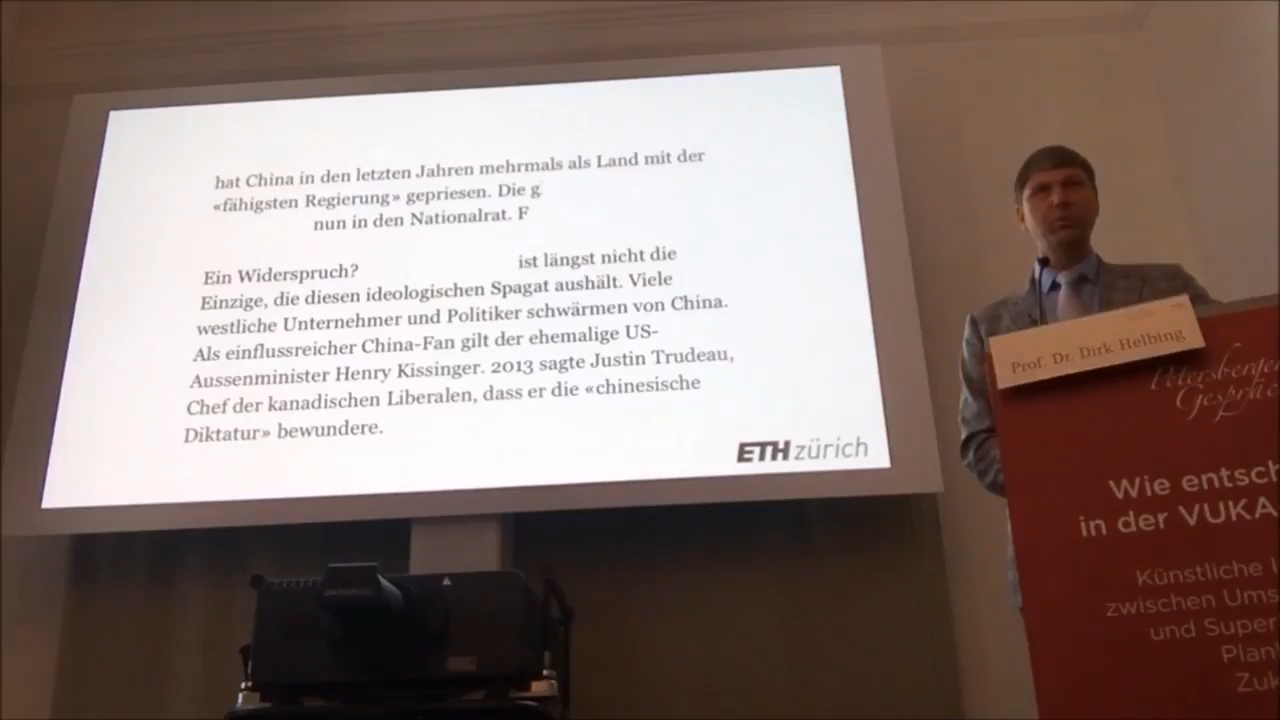 hat China in den letzten Jahren mehrmals als Land mit der
«fähigsten Regierung» gepriesen. Die g
nun in den Nationalrat. F
Ein Widerspruch? ist längst nicht die
Einzige, die diesen ideologischen Spagat aushält. Viele
westliche Unternehmer und Politiker schwärmen von China.
Als einflussreicher China-Fan gilt der ehemalige US-
Aussenminister Henry Kissinger. 2013 sagte Justin Trudeau,
Chef der kanadischen Liberalen, dass er die «chinesische
Diktatur» bewundere.
ETH zürich
Prof. Dr. Dirk Helbing
Petersberger
Gespräc
Wie entsch
in der VUKA
Künstliche I
zwischen Ums
und Super
Plan
Zuk